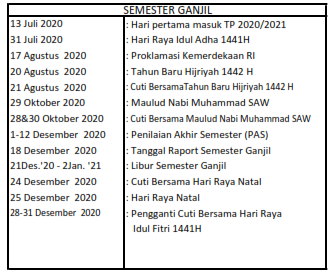 SEMESTER GANJIL
13 Juli 2020 : Hari pertama masuk TP 2020/2021
31 Juli 2020 : Hari Raya Idul Adha 1441H
17 Agustus 2020 : Proklamasi Kemerdekaan RI
20 Agustus 2020 : Tahun Baru Hijriyah 1442 H
21 Agustus 2020 : Cuti BersamaTahun Baru Hijriyah 1442 H
29 Oktober 2020 : Maulud Nabi Muhammad SAW
28&30 Oktober 2020 : Cuti Bersama Maulud Nabi Muhammad SAW
1-12 Desember 2020 : Penilaian Akhir Semester (PAS)
18 Desember 2020 : Tanggal Raport Semester Ganjil
21Des.'20 - 2Jan. '21 : Libur Semester Ganjil
24 Desember 2020 : Cuti Bersama Hari Raya Natal
25 Desember 2020 : Hari Raya Natal
28-31 Desember 2020 : Pengganti Cuti Bersama Hari Raya
Idul Fitri 1441H